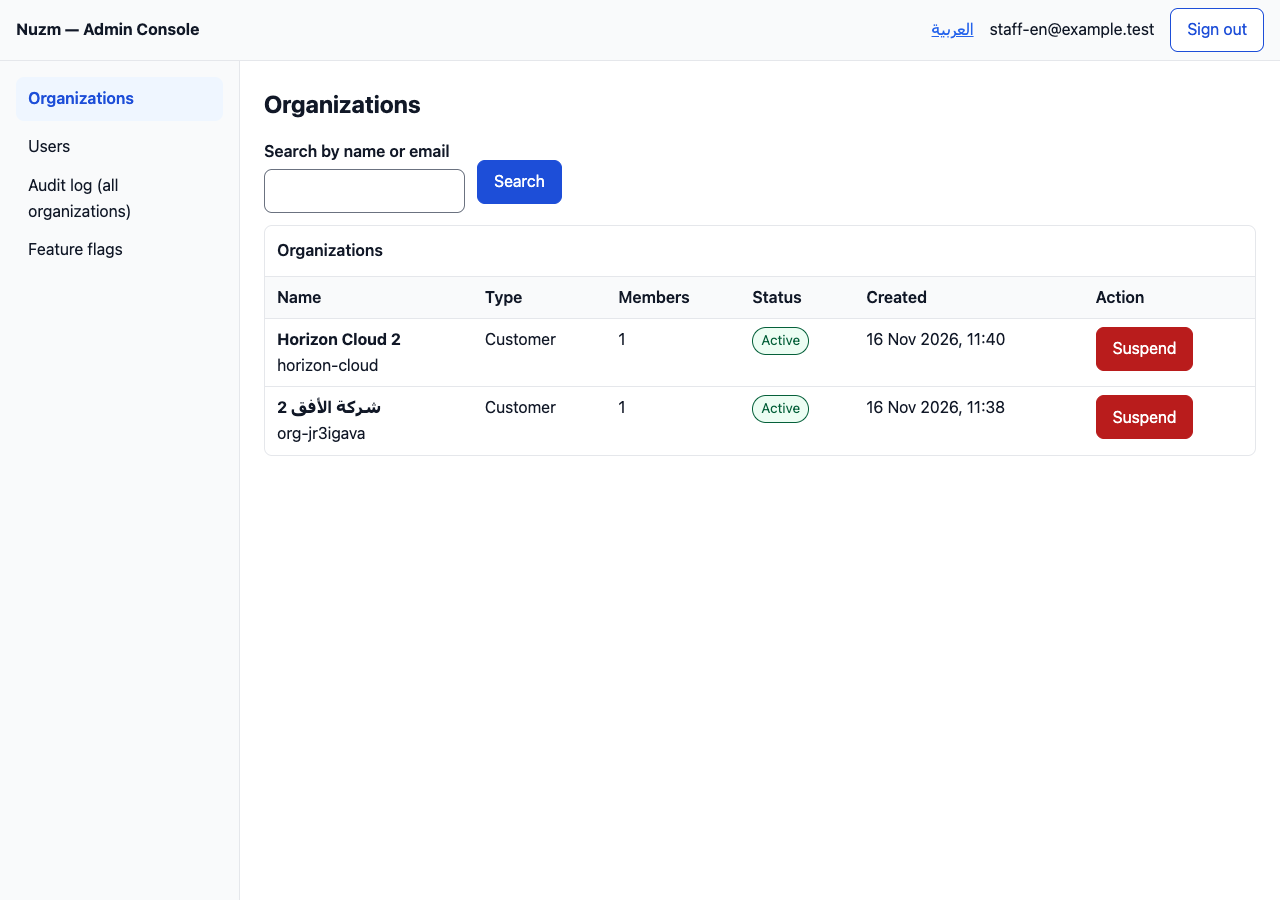 Nuzm — Admin Console
العربية
staff-en@example.test
Sign out
Organizations
Users
Audit log (all
organizations)
Feature flags
Organizations
Search by name or email
Search
Organizations
Name Type Members Status Created Action
Horizon Cloud 2 Customer 1 Active 16 Nov 2026, 11:40 Suspend
horizon-cloud
شركة الأفق 2 Customer 1 Active 16 Nov 2026, 11:38 Suspend
org-jr3igava